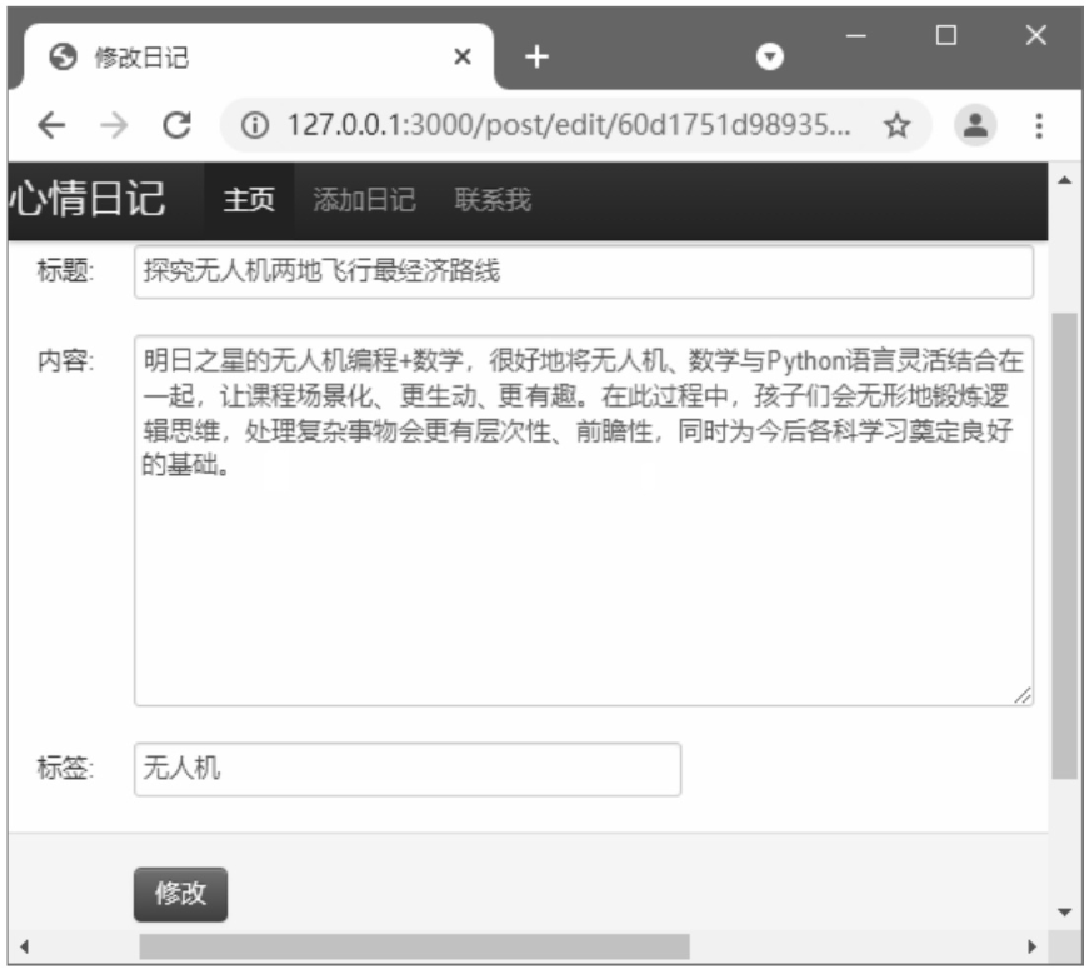 修改日记
127.0.0.1:3000/post/edit/60d1751d98935...
心情日记 主页 添加日记 联系我
标题: 探究无人机两地飞行最经济路线
内容: 明日之星的无人机编程+数学，很好地将无人机、数学与Python语言灵活结合在
一起，让课程场景化、更生动、更有趣。在此过程中，孩子们会无形地锻炼逻
辑思维，处理复杂事物会更有层次性、前瞻性，同时为今后各科学习奠定良好
的基础。
标签: 无人机
修改